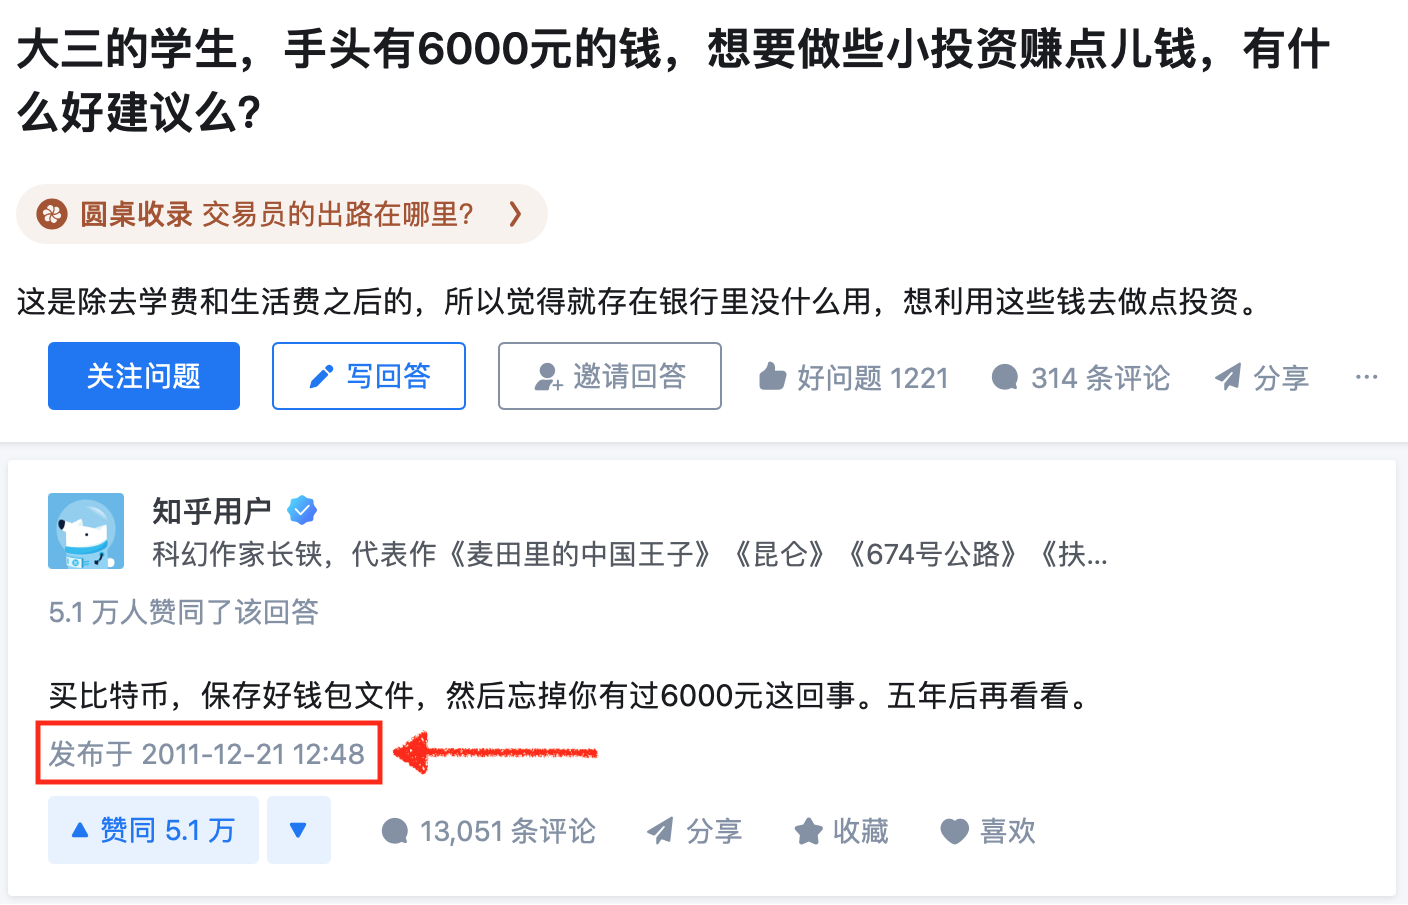 大三的学生，手头有6000元的钱，想要做些小投资赚点儿钱，有什
么好建议么？
圆桌收录 交易员的出路在哪里？
这是除去学费和生活费之后的，所以觉得就存在银行里没什么用，想利用这些钱去做点投资。
关注问题 写回答 邀请回答 好问题 1221 314 条评论 分享 ...
知乎用户
科幻作家长铗，代表作《麦田里的中国王子》《昆仑》《674号公路》《扶...
5.1 万人赞同了该回答
买比特币，保存好钱包文件，然后忘掉你有过6000元这回事。五年后再看看。
发布于 2011-12-21 12:48
赞同 5.1 万 13,051 条评论 分享 收藏 喜欢